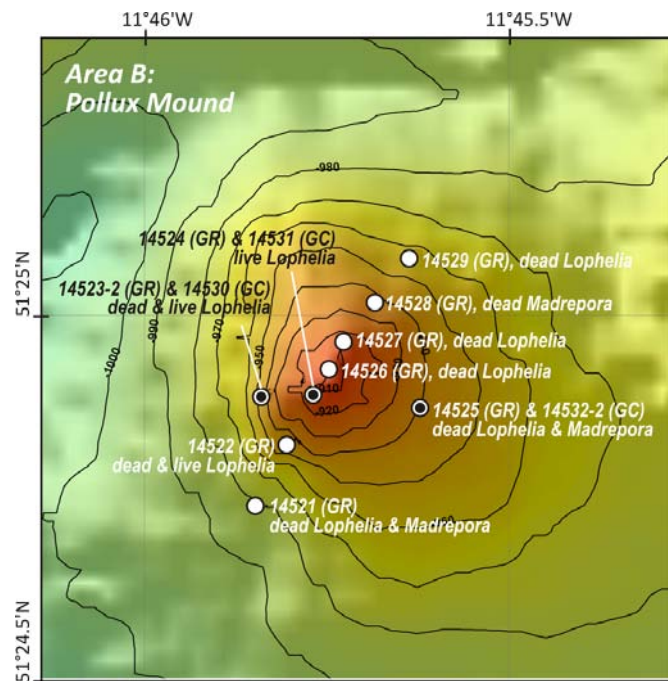 11°46'W
11°45.5'W
Area B:
Pollux Mound
-980
14524 (GR) & 14531 (GC)
live Lophelia
14529 (GR), dead Lophelia
14523-2 (GR) & 14530 (GC)
dead & live Lophelia
14528 (GR), dead Madrepora
51°25'N
-990
-970
-1000
-950
14527 (GR), dead Lophelia
14526 (GR), dead Lophelia
-910
-920
14525 (GR) & 14532-2 (GC)
dead Lophelia & Madrepora
14522 (GR)
dead & live Lophelia
14521 (GR)
dead Lophelia & Madrepora
51°24.5'N